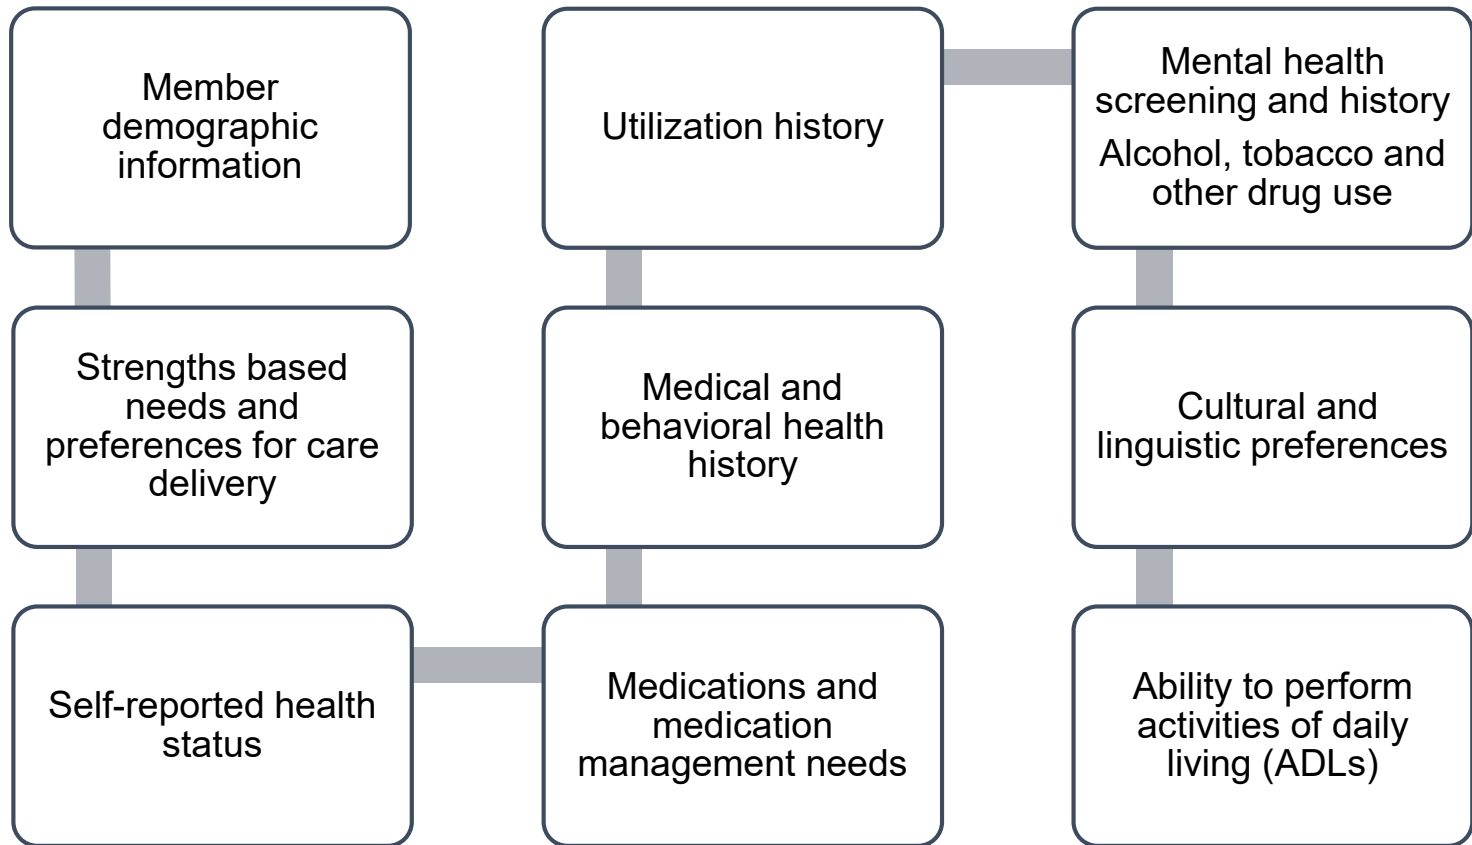 Member
demographic
information
Strengths based
needs and
preferences for care
delivery
Self-reported health
status
Medications and
medication
management needs
Medical and
behavioral health
history
Utilization history
Mental health
screening and history
Alcohol, tobacco and
other drug use
Cultural and
linguistic preferences
Ability to perform
activities of daily
living (ADLs)